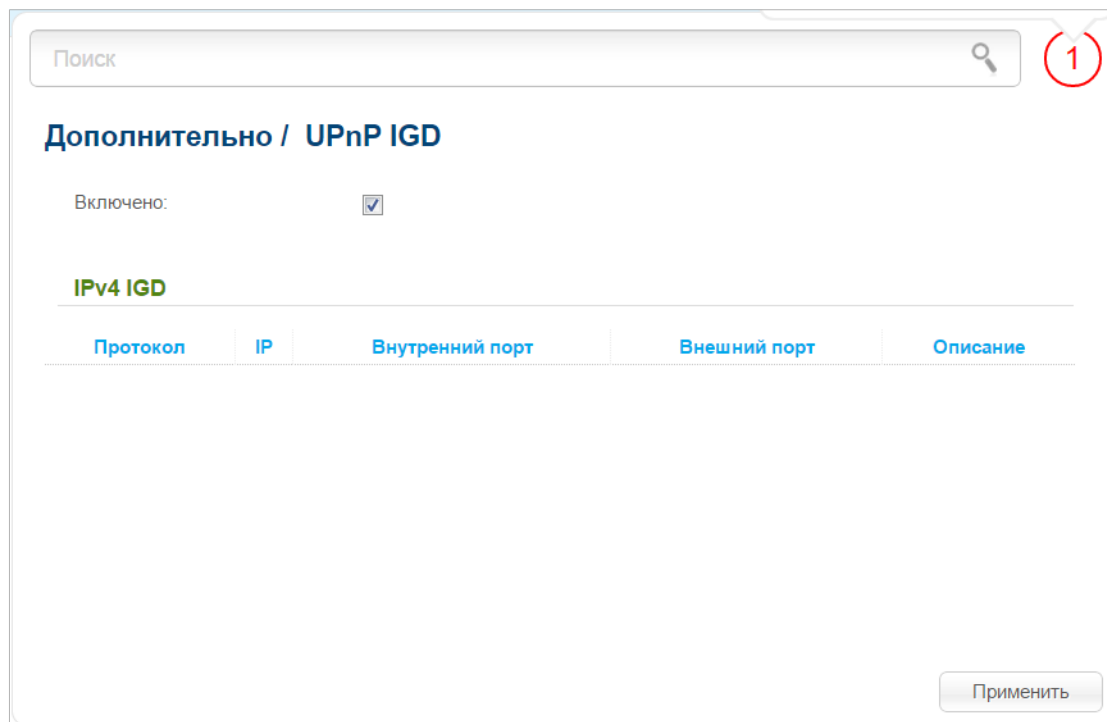 Поиск
1
Дополнительно / UPnP IGD
Включено:
IPv4 IGD
Протокол IP Внутренний порт Внешний порт Описание
Применить